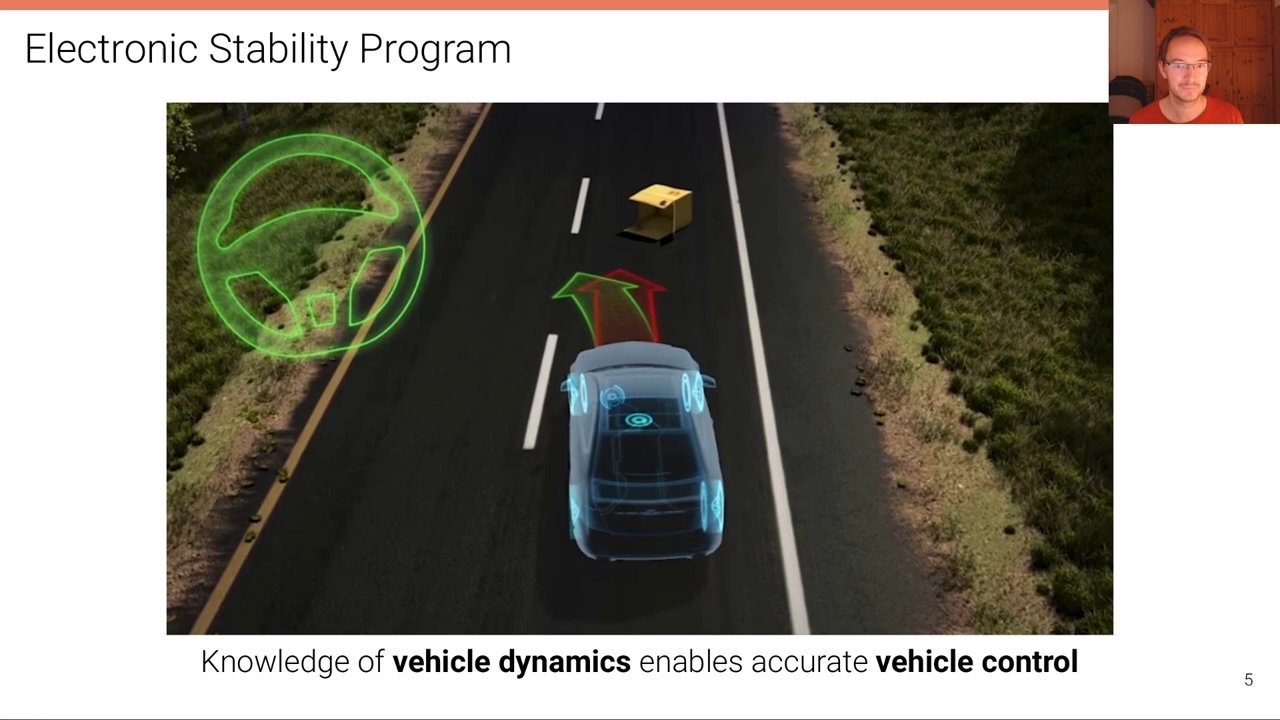 Electronic Stability Program
Knowledge of vehicle dynamics enables accurate vehicle control
5